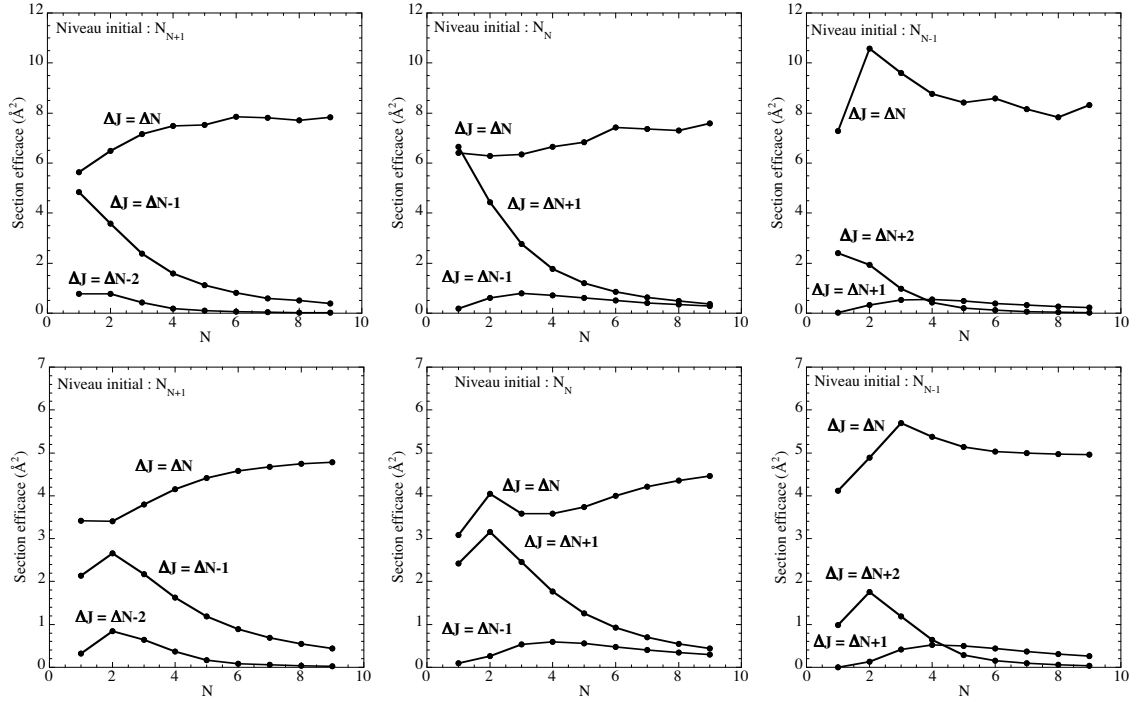 Niveau initial : N_{N+1}
Section efficace (Å²)
12
10
8
6
4
2
0
ΔJ = ΔN
ΔJ = ΔN-1
ΔJ = ΔN-2
0 2 4 6 8 10
N
Niveau initial : N_N
Section efficace (Å²)
12
10
8
6
4
2
0
ΔJ = ΔN
ΔJ = ΔN+1
ΔJ = ΔN-1
0 2 4 6 8 10
N
Niveau initial : N_{N-1}
Section efficace (Å²)
12
10
8
6
4
2
0
ΔJ = ΔN
ΔJ = ΔN+2
ΔJ = ΔN+1
0 2 4 6 8 10
N
Niveau initial : N_{N+1}
Section efficace (Å²)
7
6
5
4
3
2
1
0
ΔJ = ΔN
ΔJ = ΔN-1
ΔJ = ΔN-2
0 2 4 6 8 10
N
Niveau initial : N_N
Section efficace (Å²)
7
6
5
4
3
2
1
0
ΔJ = ΔN
ΔJ = ΔN+1
ΔJ = ΔN-1
0 2 4 6 8 10
N
Niveau initial : N_{N-1}
Section efficace (Å²)
7
6
5
4
3
2
1
0
ΔJ = ΔN
ΔJ = ΔN+2
ΔJ = ΔN+1
0 2 4 6 8 10
N